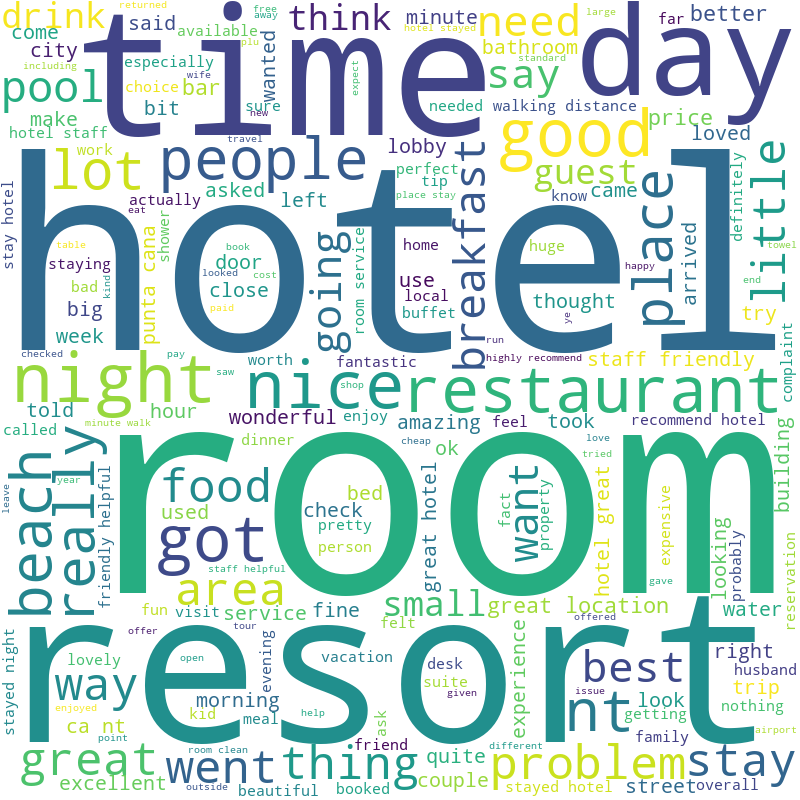 drink
come
city
including
pool
make
hotel staff
said
available
especially
choice
wife
bar
bit
returned
free
away
plu
sure
wanted
time
new
travel
think
minute
hotel stayed
expect
need
bathroom
say
needed
walking distance
far
large
better
standard
day
price
loved
good
guest
work
lot
people
lobby
asked
left
actually
eat
perfect
tip
place stay
breakfast
know
came
place
arrived
definitely
little
towel
stay hotel
hotel
table
staying
bad
big
week
kind
punta cana
shower
door
close
book
looked
cost
paid
going
room service
home
use
local
buffet
huge
thought
ye
run
happy
end
try
complaint
checked
pay
saw
worth
fantastic
highly recommend
staff friendly
night
nice
shop
restaurant
told
hour
called
minute walk
wonderful
enjoy
amazing
feel
took
recommend hotel
dinner
cheap
ok
love
tried
building
leave
beach
year
really
friendly helpful
room
food
used
got
bed
check
pretty
person
great hotel
want
fact
property
hotel great
expensive
looking
probably
reservation
staff helpful
area
gave
fun
visit
service
fine
small
great location
water
felt
offer
tour
offered
resort
stayed night
lovely
open
evening
vacation
desk
suite
given
experience
issue
best
right
husband
trip
way
enjoyed
morning
kid
meal
help
ask
nt
look
getting
nothing
family
airport
ca nt
point
room clean
friend
quite
different
great
excellent
went
outside
beautiful
thing
booked
couple
problem
stayed hotel
street
stay
overall